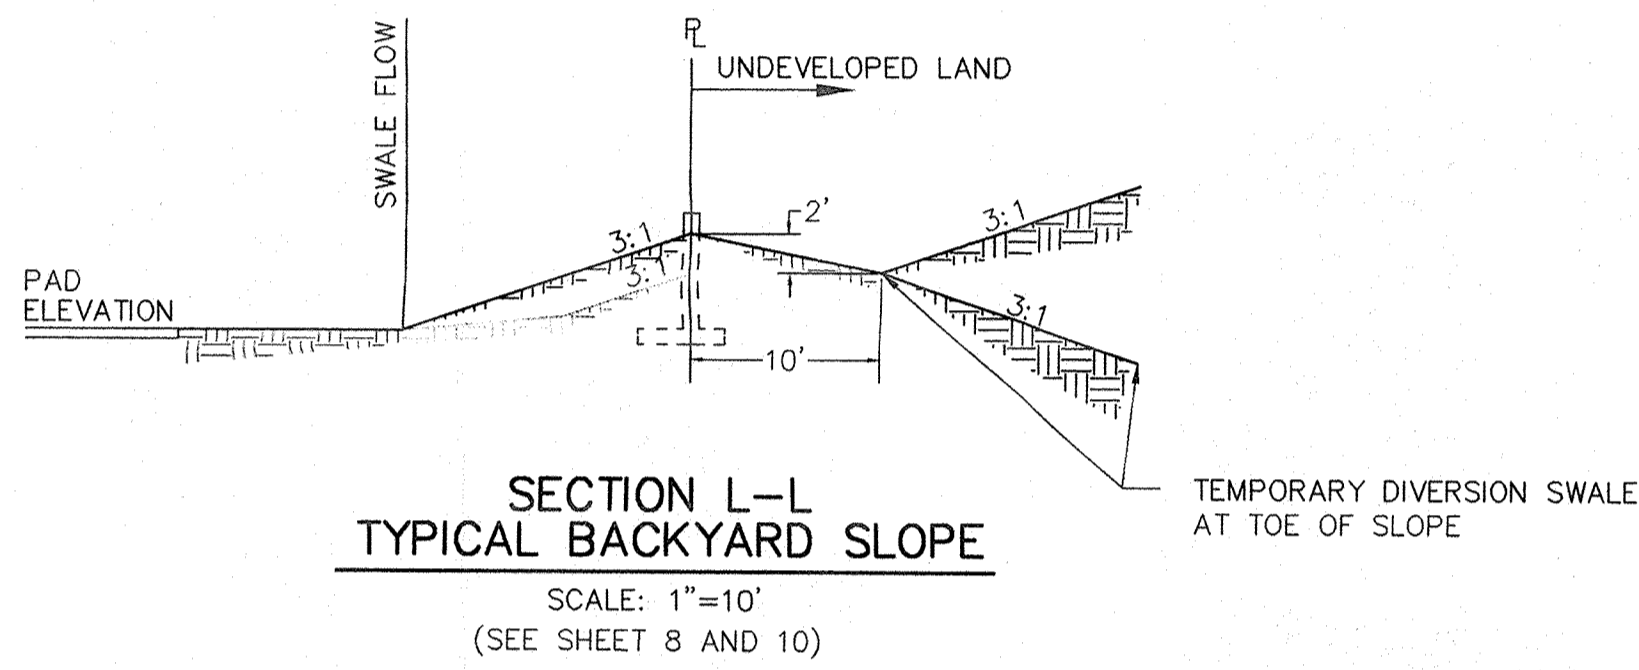 SWALE FLOW
PL
UNDEVELOPED LAND
2'
3:1
3:1
3:1
PAD
ELEVATION
3:1
10'
SECTION L-L
TYPICAL BACKYARD SLOPE
SCALE: 1"=10'
(SEE SHEET 8 AND 10)
TEMPORARY DIVERSION SWALE
AT TOE OF SLOPE